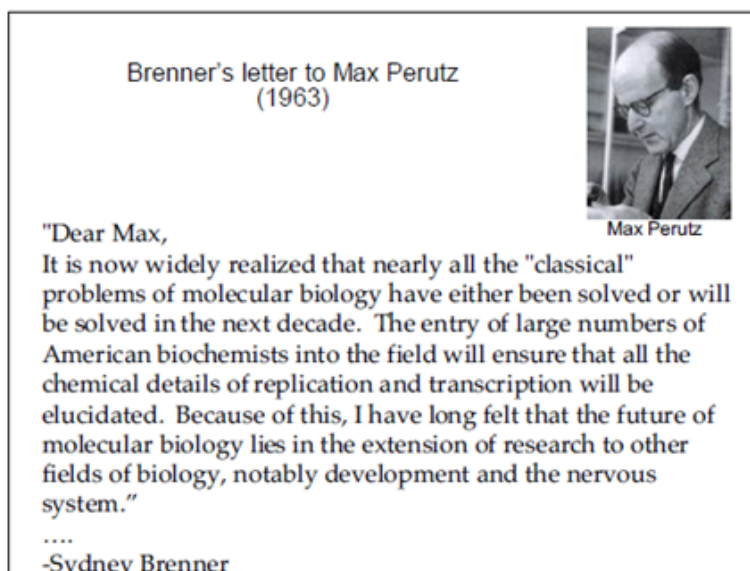 Brenner's letter to Max Perutz
(1963)
Max Perutz
"Dear Max,
It is now widely realized that nearly all the "classical"
problems of molecular biology have either been solved or will
be solved in the next decade.  The entry of large numbers of
American biochemists into the field will ensure that all the
chemical details of replication and transcription will be
elucidated.  Because of this, I have long felt that the future of
molecular biology lies in the extension of research to other
fields of biology, notably development and the nervous
system.”
….
-Sydney Brenner